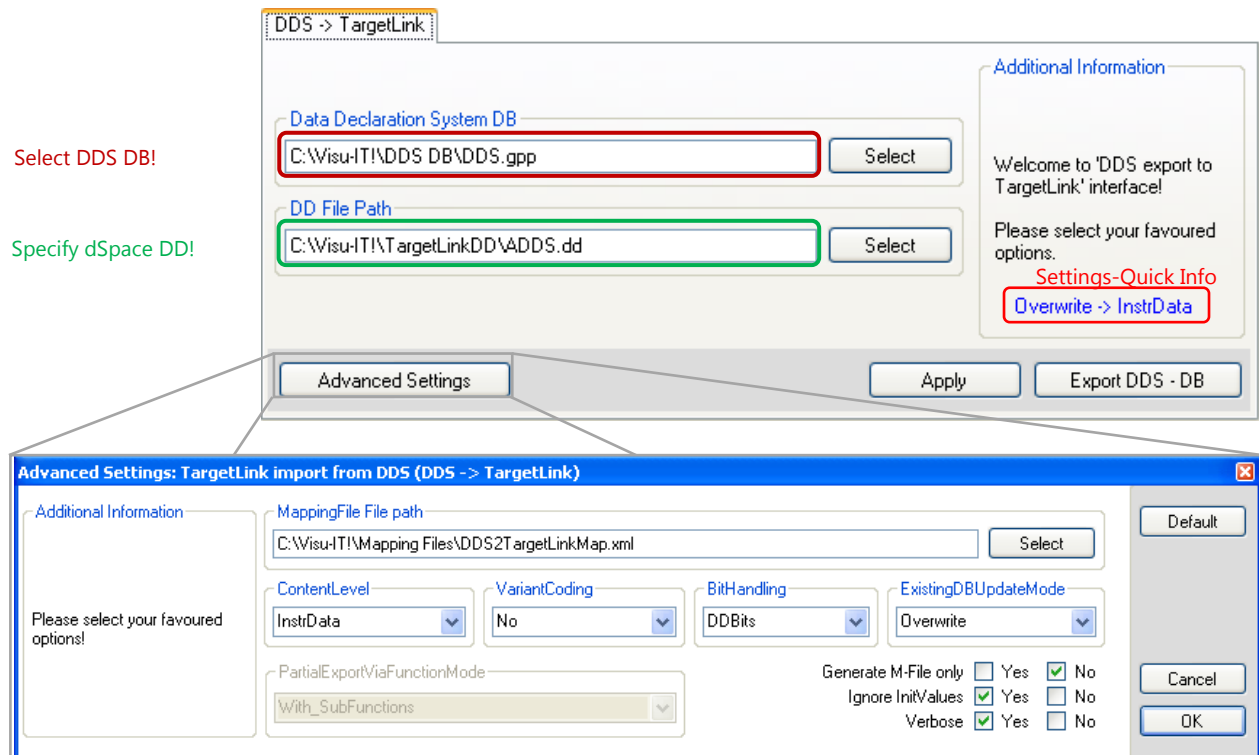 DDS -> TargetLink
Additional Information
Data Declaration System DB
Select DDS DB!
C:\Visu-IT!\DDS DB\DDS.gpp
Select
Welcome to 'DDS export to
TargetLink' interface!
DD File Path
Specify dSpace DD!
C:\Visu-IT!\TargetLinkDD\ADDS.dd
Select
Please select your favoured
options.
Settings-Quick Info
Overwrite -> InstrData
Advanced Settings
Apply
Export DDS - DB
Advanced Settings: TargetLink import from DDS (DDS -> TargetLink)
Additional Information
Please select your favoured
options!
MappingFile File path
C:\Visu-IT!\Mapping Files\DDS2TargetLinkMap.xml
Select
Default
ContentLevel
InstrData
VariantCoding
No
BitHandling
DDBits
ExistingDBUpdateMode
Overwrite
PartialExportViaFunctionMode
With_SubFunctions
Generate M-File only Yes No
Ignore InitValues Yes No
Verbose Yes No
Cancel
OK